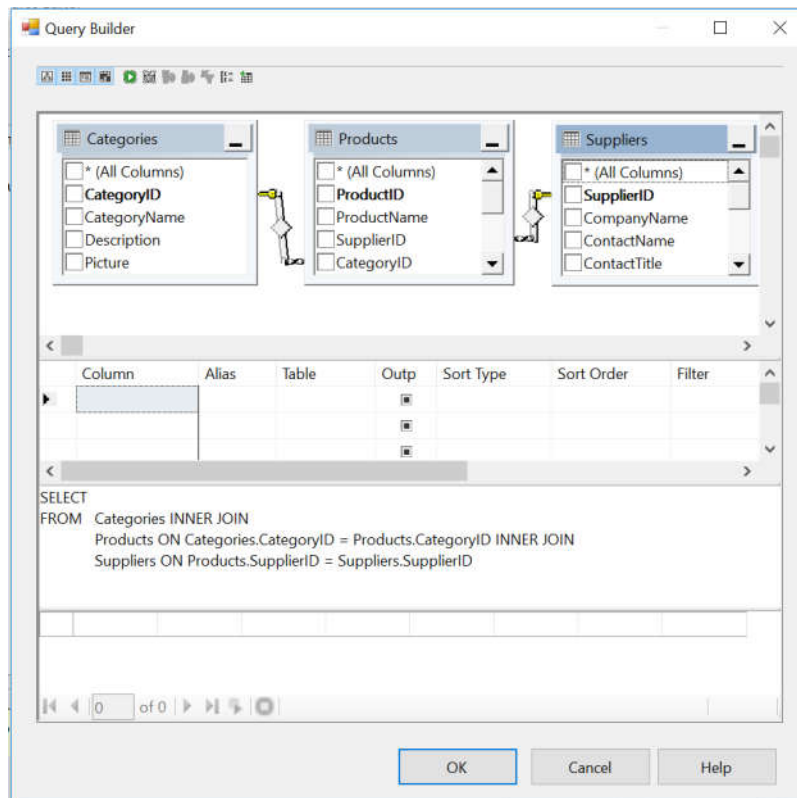 Query Builder
Categories
* (All Columns)
CategoryID
CategoryName
Description
Picture
Products
* (All Columns)
ProductID
ProductName
SupplierID
CategoryID
Suppliers
* (All Columns)
SupplierID
CompanyName
ContactName
ContactTitle
Column Alias Table Outp Sort Type Sort Order Filter
SELECT
FROM Categories INNER JOIN
Products ON Categories.CategoryID = Products.CategoryID INNER JOIN
Suppliers ON Products.SupplierID = Suppliers.SupplierID
0 of 0
OK Cancel Help